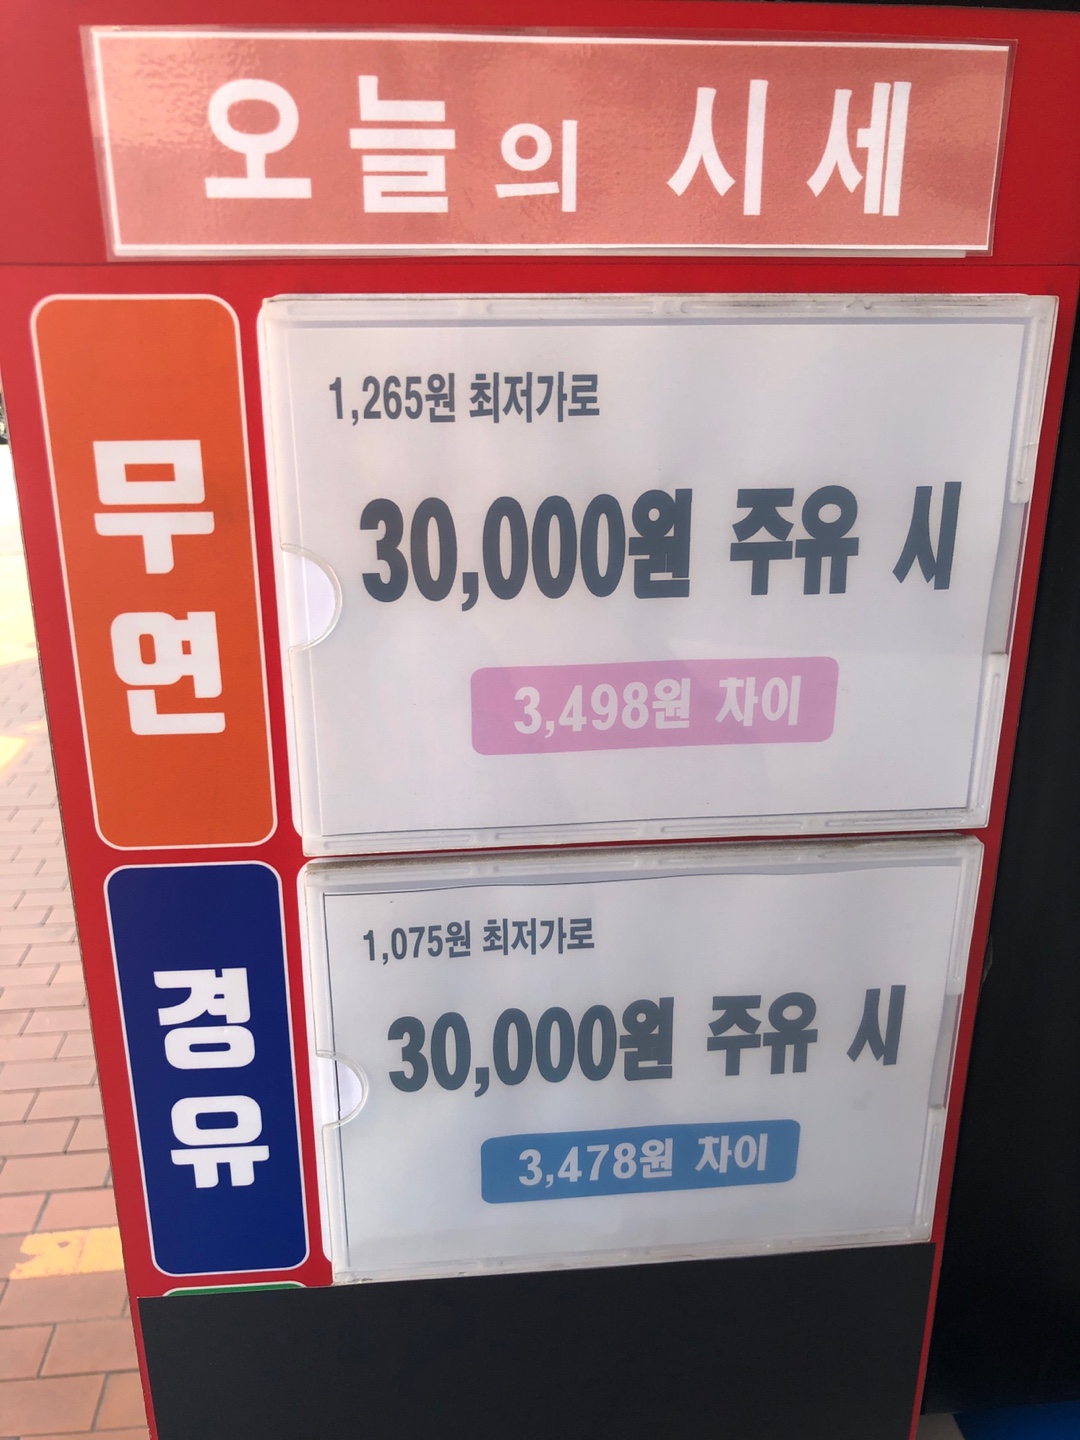 오늘의 시세
무연
1,265원 최저가로
30,000원 주유 시
3,498원 차이
경유
1,075원 최저가로
30,000원 주유 시
3,478원 차이